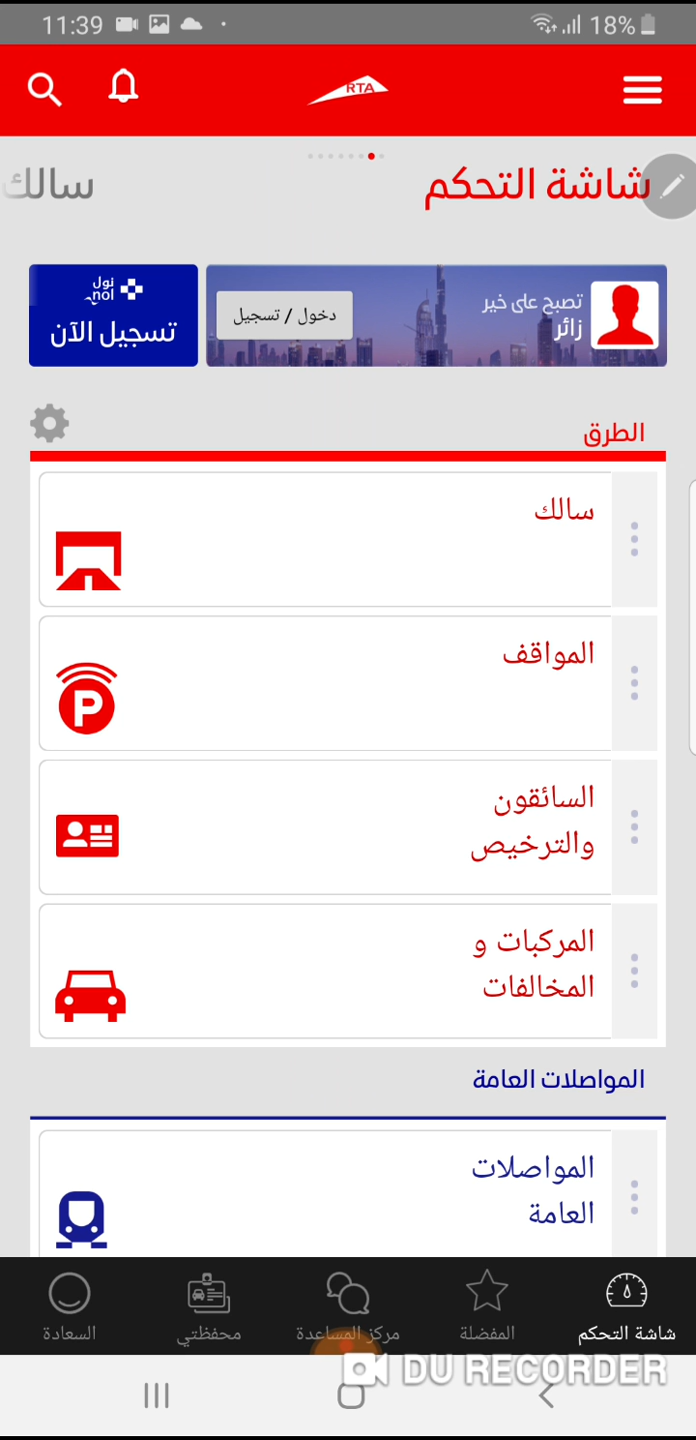 11:39
18%
RTA
شاشة التحكم
سالك
تصبح على خير
زائر
دخول / تسجيل
نول
nol
تسجيل الآن
الطرق
سالك
المواقف
السائقون
والترخيص
المركبات و
المخالفات
المواصلات العامة
المواصلات
العامة
شاشة التحكم
المفضلة
مركز المساعدة
محفظتي
السعادة
DU RECORDER